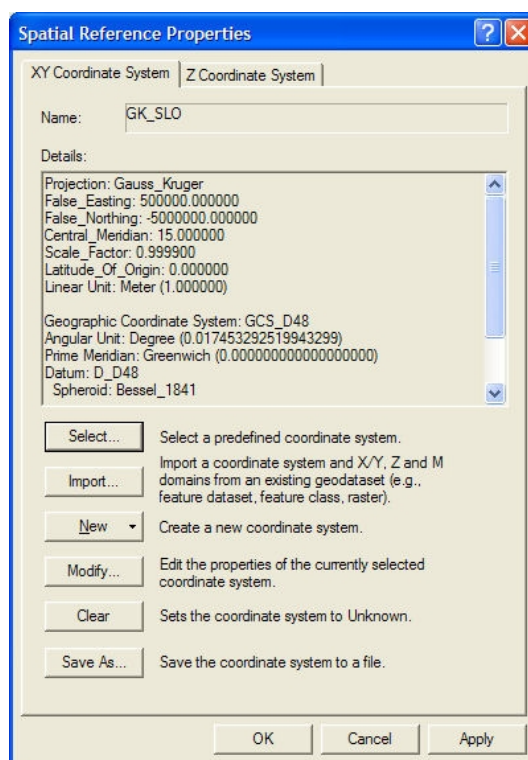 Spatial Reference Properties
XY Coordinate System
Z Coordinate System
Name:
GK_SLO
Details:
Projection: Gauss_Kruger
False_Easting: 500000.000000
False_Northing: -5000000.000000
Central_Meridian: 15.000000
Scale_Factor: 0.999900
Latitude_Of_Origin: 0.000000
Linear Unit: Meter (1.000000)
Geographic Coordinate System: GCS_D48
Angular Unit: Degree (0.017453292519943299)
Prime Meridian: Greenwich (0.000000000000000000)
Datum: D_D48
Spheroid: Bessel_1841
Select...
Select a predefined coordinate system.
Import...
Import a coordinate system and X/Y, Z and M
domains from an existing geodataset (e.g.,
feature dataset, feature class, raster).
New
Create a new coordinate system.
Modify...
Edit the properties of the currently selected
coordinate system.
Clear
Sets the coordinate system to Unknown.
Save As...
Save the coordinate system to a file.
OK
Cancel
Apply